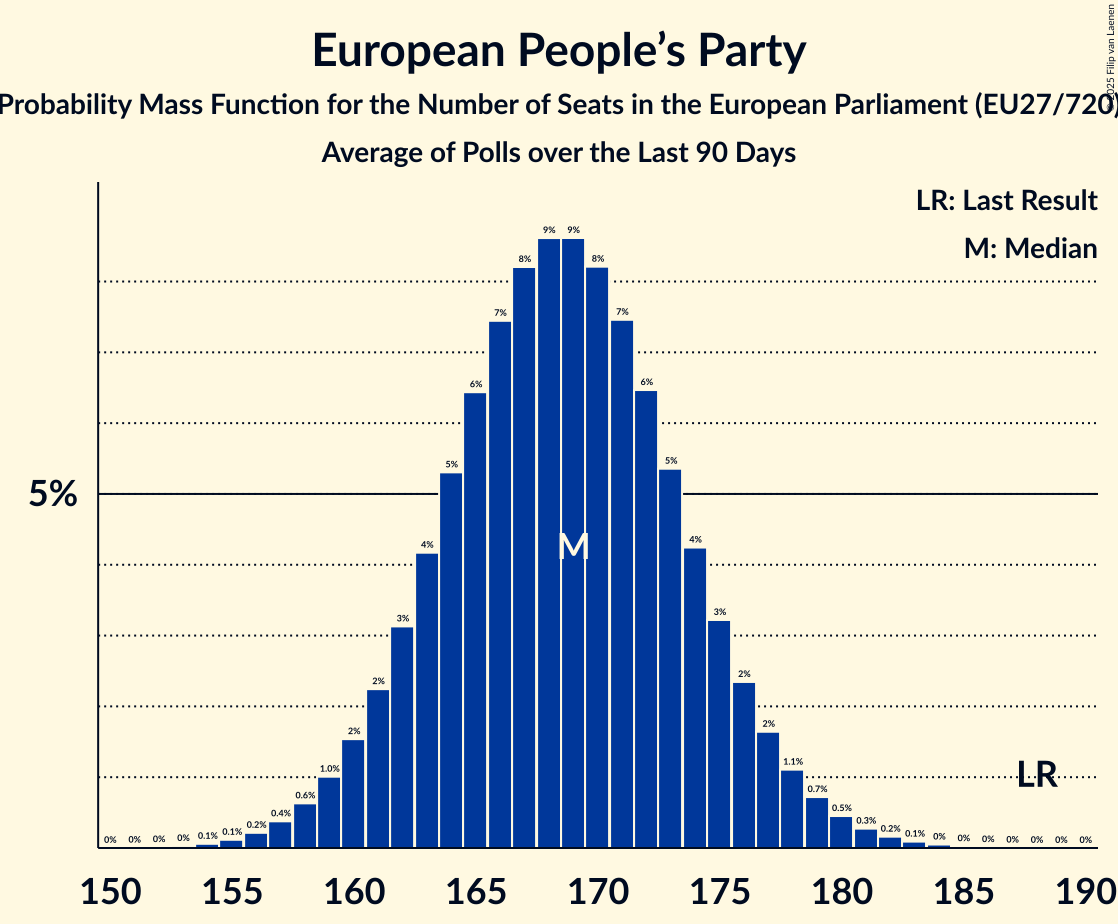 European People’s Party
Probability Mass Function for the Number of Seats in the European Parliament (EU27/720)
Average of Polls over the Last 90 Days
© 2025 Filip van Laenen
LR: Last Result
M: Median
5%
0% 0% 0% 0% 0.1% 0.1% 0.2% 0.4% 0.6% 1.0% 2% 2% 3% 4% 5% 6% 7% 8% 9% 9% 8% 7% 6% 5% 4% 3% 2% 2% 1.1% 0.7% 0.5% 0.3% 0.2% 0.1% 0% 0% 0% 0% 0% 0% 0%
M
LR
150 155 160 165 170 175 180 185 190